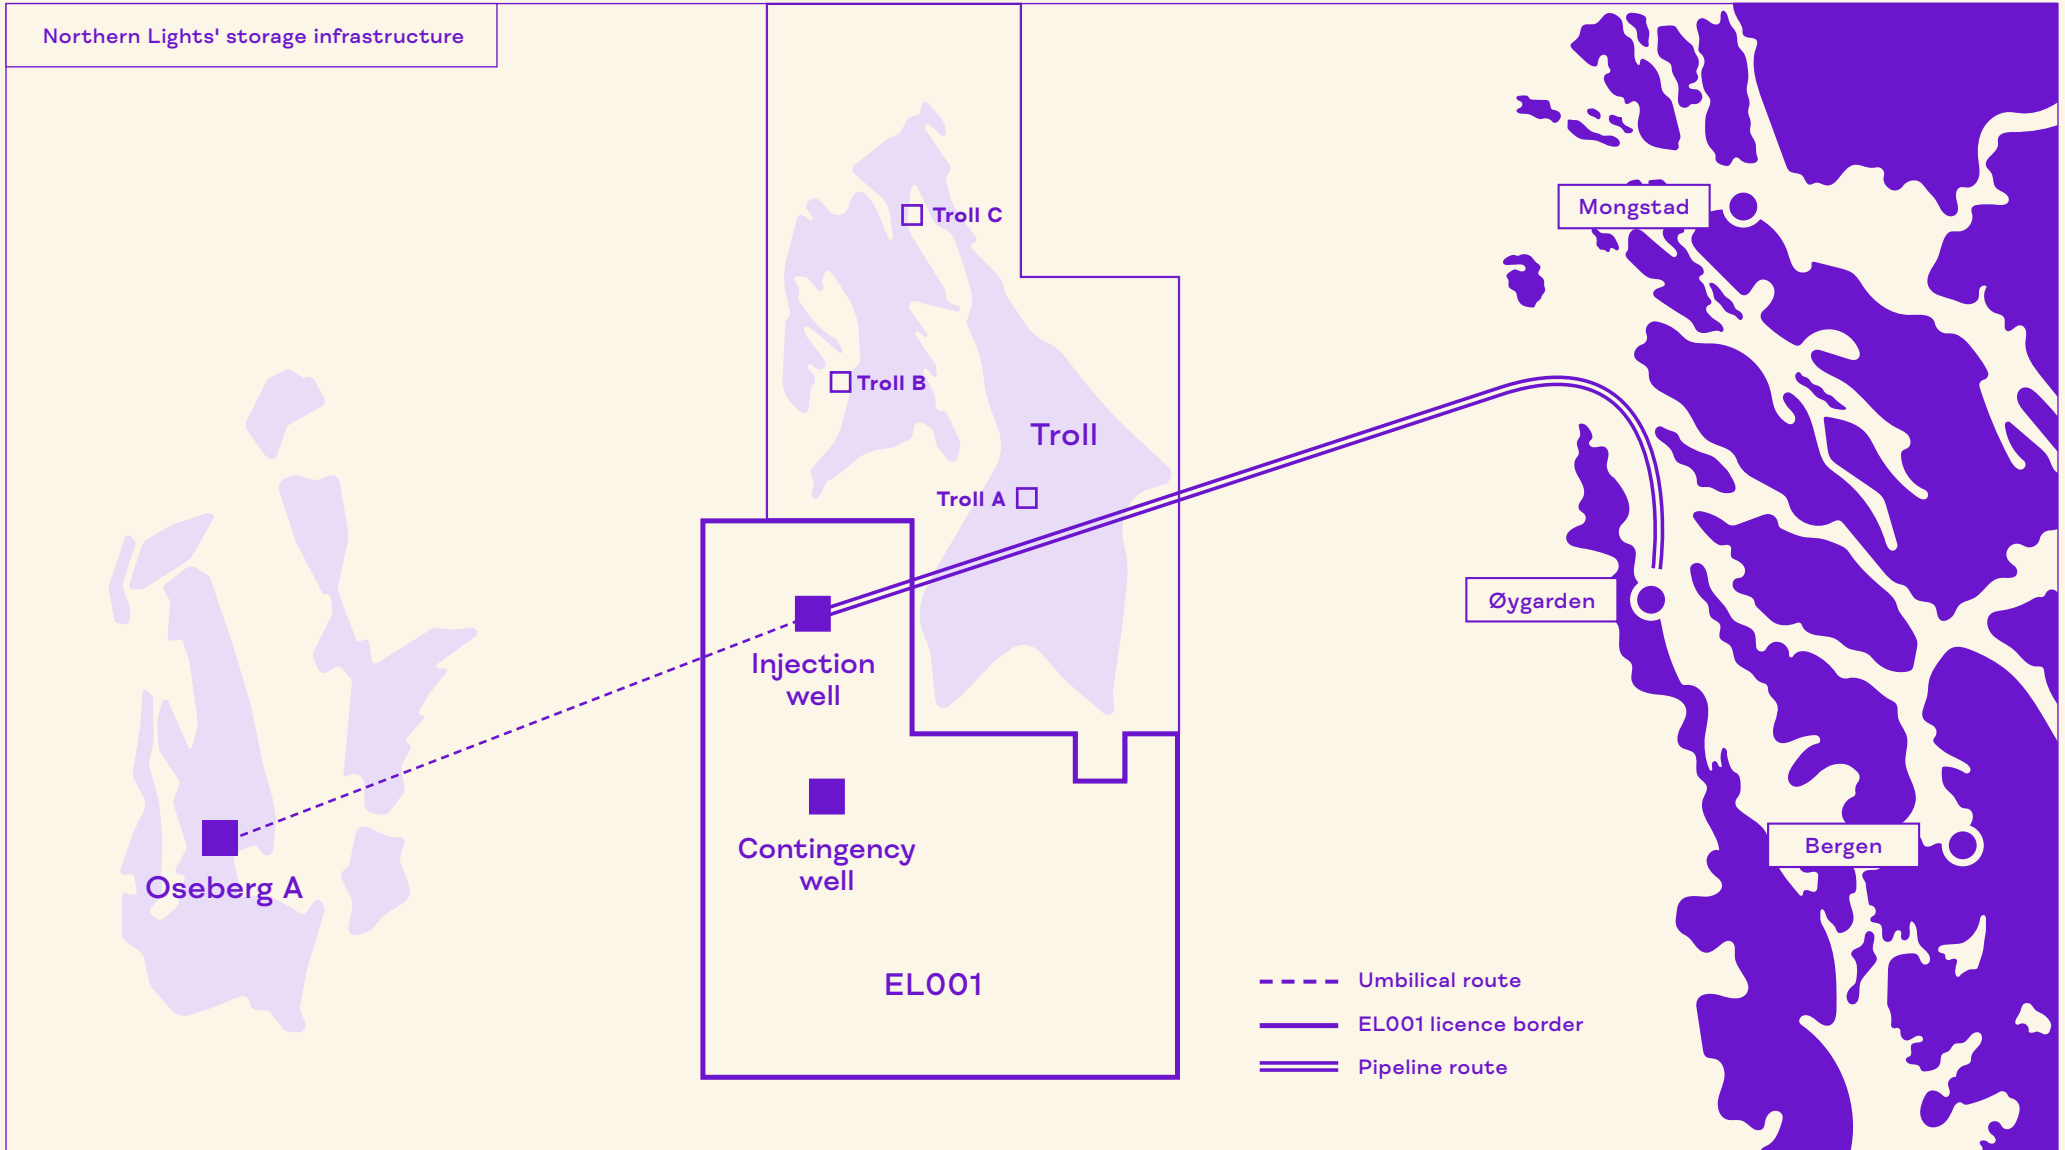 Northern Lights' storage infrastructure
Mongstad
Troll C
Troll B
Troll
Troll A
Øygarden
Injection
well
Contingency
well
Bergen
Oseberg A
EL001
Umbilical route
EL001 licence border
Pipeline route